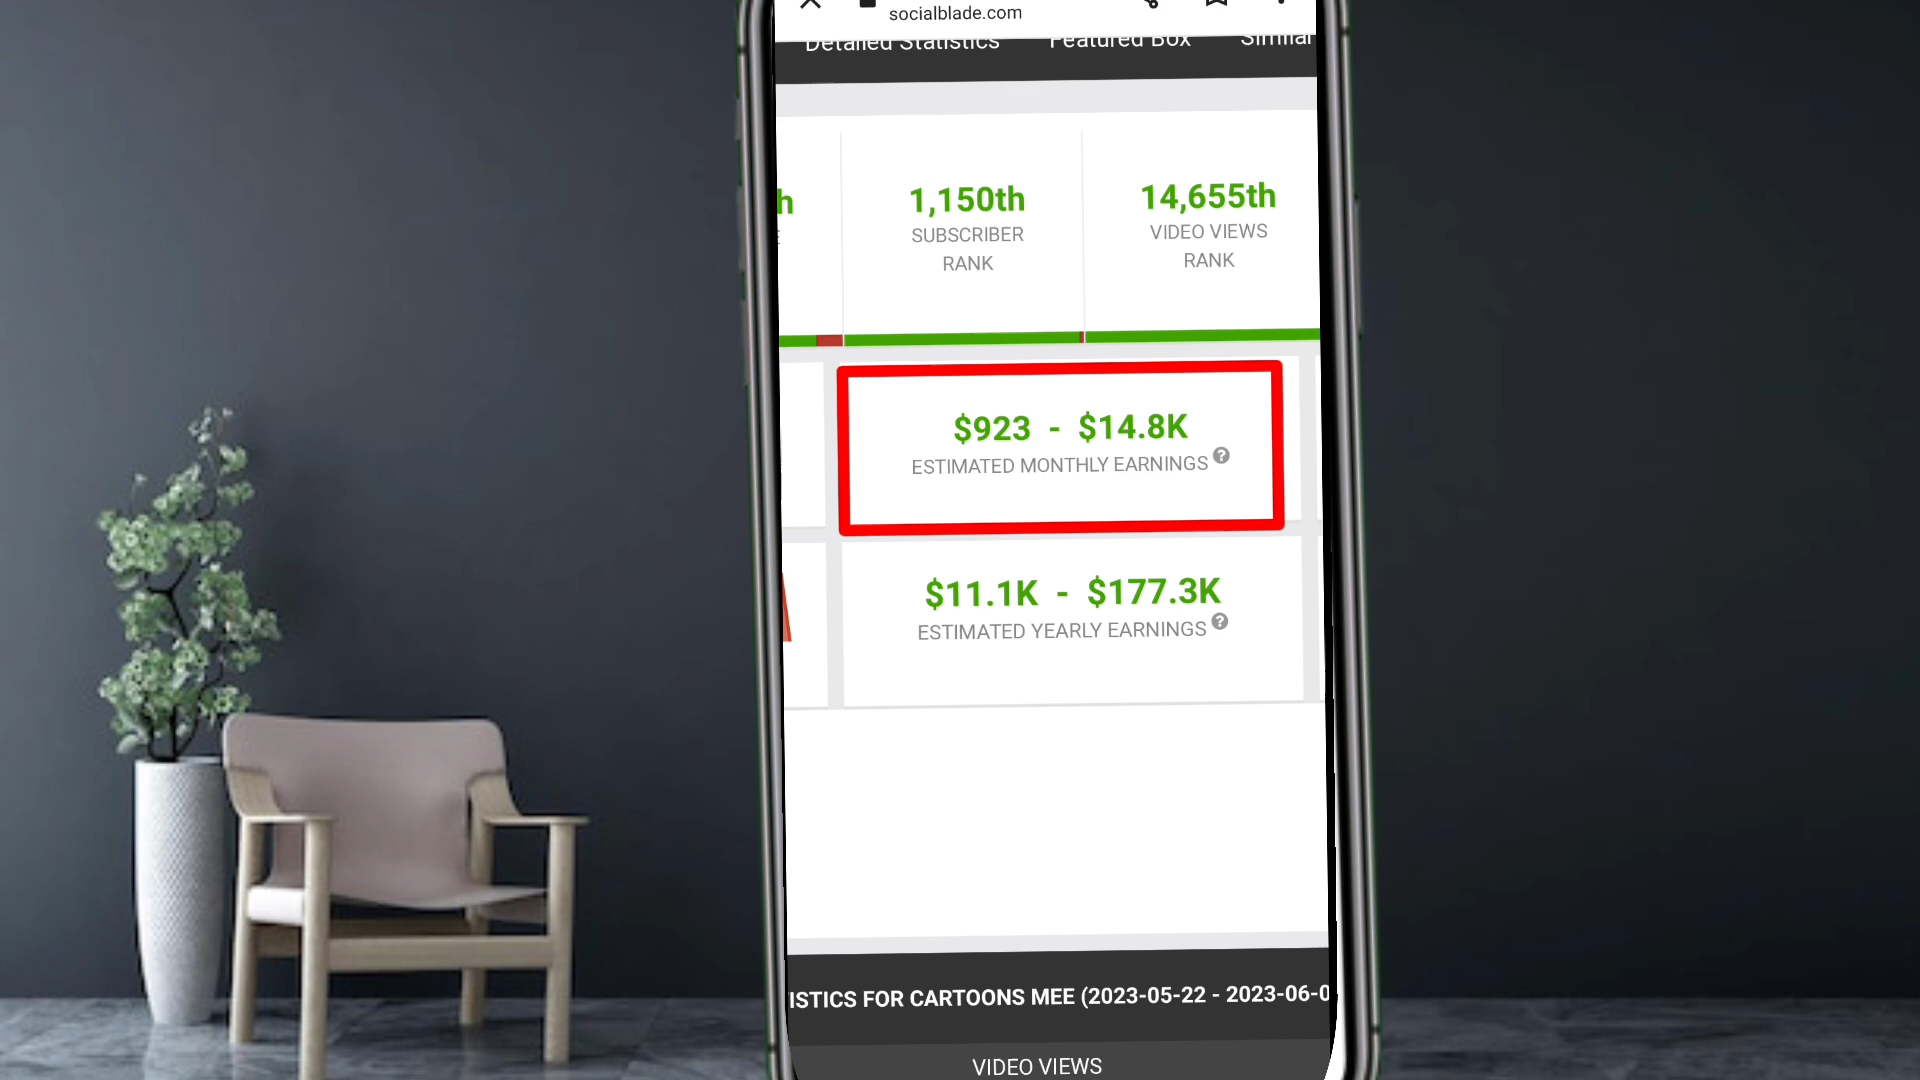 socialblade.com
Detailed Statistics Featured Box Similar
h 1,150th 14,655th
SUBSCRIBER VIDEO VIEWS
RANK RANK
$923 - $14.8K
ESTIMATED MONTHLY EARNINGS ?
$11.1K - $177.3K
ESTIMATED YEARLY EARNINGS ?
ISTICS FOR CARTOONS MEE (2023-05-22 - 2023-06-0
VIDEO VIEWS